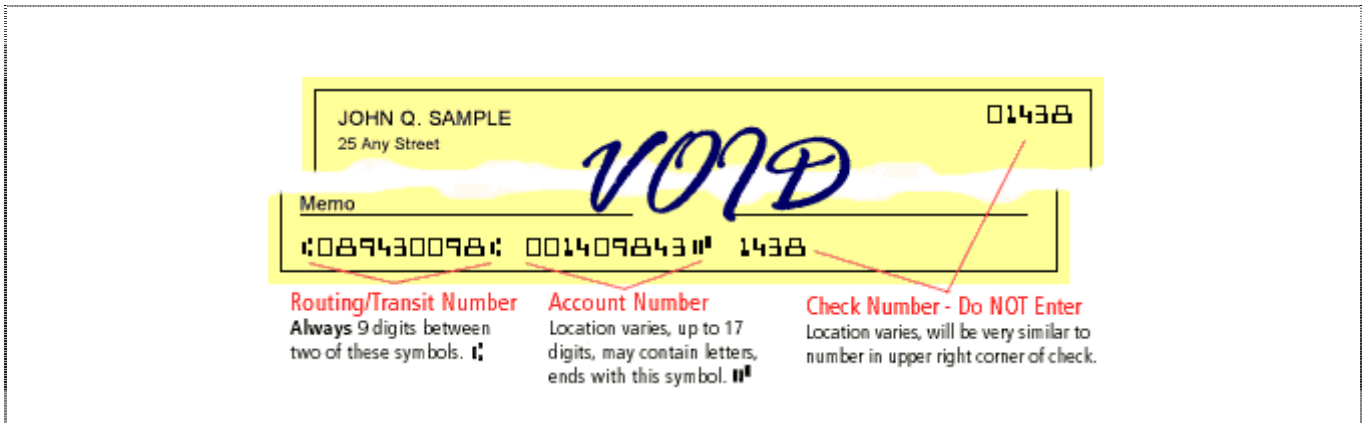 JOHN Q. SAMPLE
01438
25 Any Street
VOID
Memo
⑆089430098⑆ 001409843⑈ 1438
Routing/Transit Number
Always 9 digits between
two of these symbols. ⑆
Account Number
Location varies, up to 17
digits, may contain letters,
ends with this symbol. ⑈
Check Number - Do NOT Enter
Location varies, will be very similar to
number in upper right corner of check.